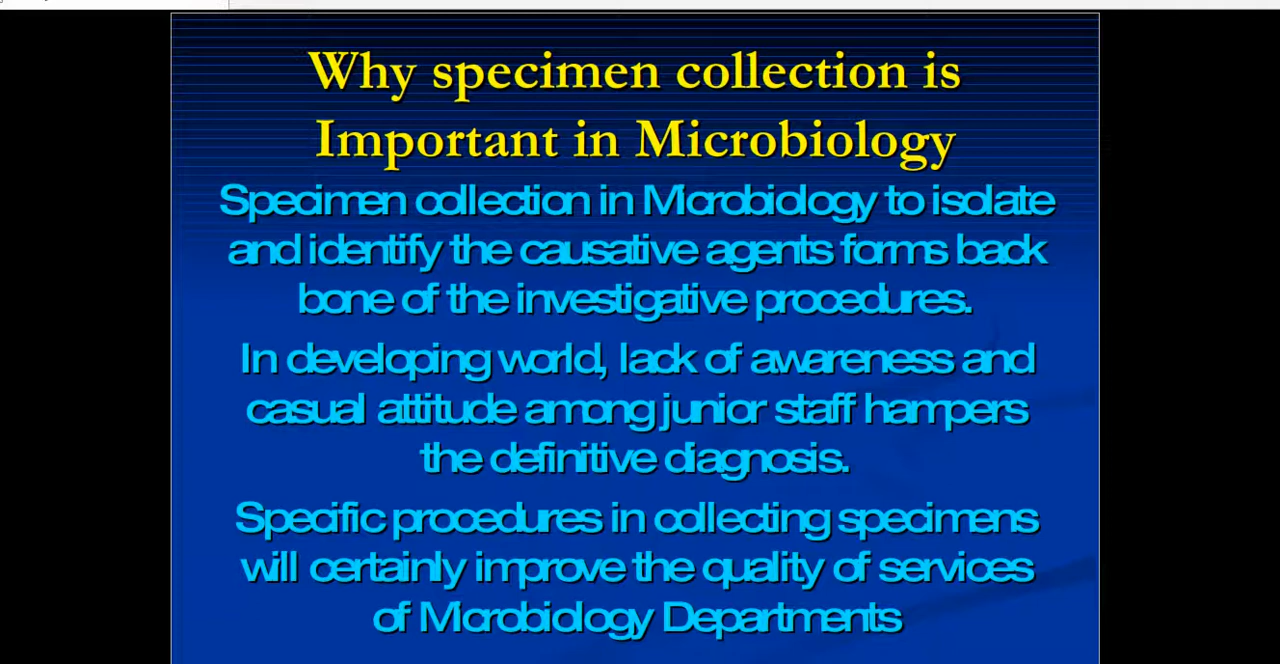 Why specimen collection is
Important in Microbiology
Specimen collection in Microbiology to isolate
and identify the causative agents forms back
bone of the investigative procedures.
In developing world, lack of awareness and
casual attitude among junior staff hampers
the definitive diagnosis.
Specific procedures in collecting specimens
will certainly improve the quality of services
of Microbiology Departments